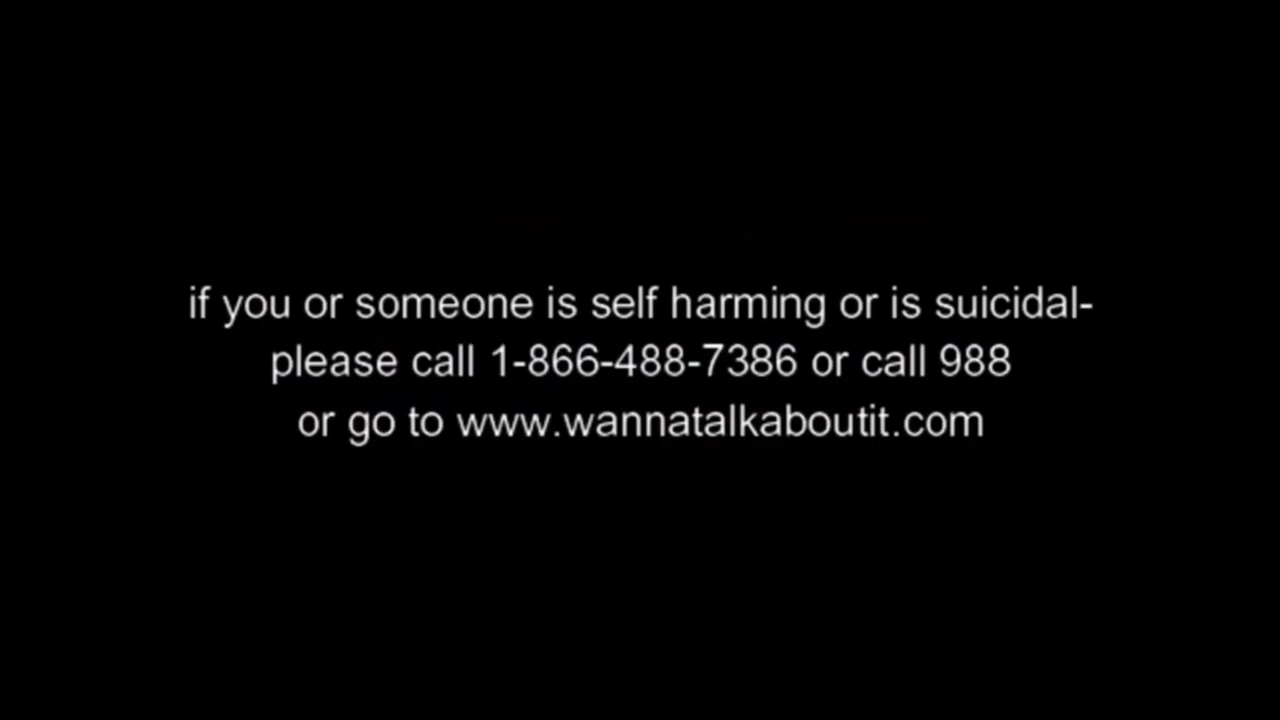 if you or someone is self harming or is suicidal-
please call 1-866-488-7386 or call 988
or go to www.wannatalkaboutit.com